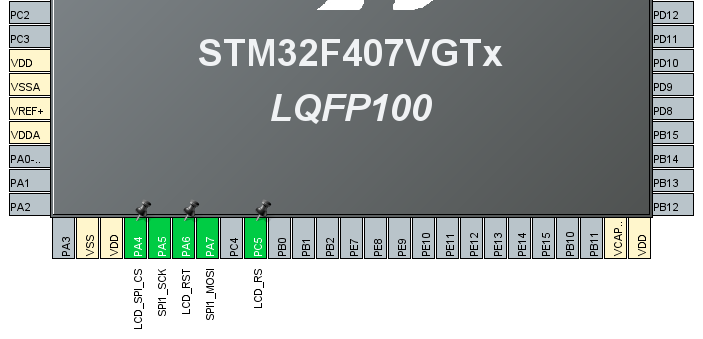 PC2
PC3
VDD
VSSA
VREF+
VDDA
PA0-..
PA1
PA2
STM32F407VGTx
LQFP100
PD12
PD11
PD10
PD9
PD8
PB15
PB14
PB13
PB12
PA3
VSS
VDD
PA4
PA5
PA6
PA7
PC4
PC5
PB0
PB1
PB2
PE7
PE8
PE9
PE10
PE11
PE12
PE13
PE14
PE15
PB10
PB11
VCAP..
VDD
LCD_SPI_CS
SPI1_SCK
LCD_RST
SPI1_MOSI
LCD_RS